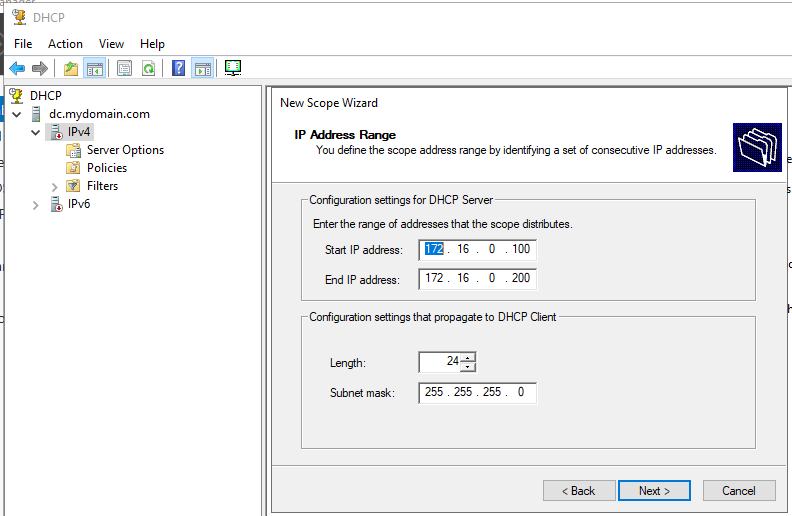 DHCP
File Action View Help
DHCP
dc.mydomain.com
IPv4
Server Options
Policies
Filters
IPv6
New Scope Wizard
IP Address Range
You define the scope address range by identifying a set of consecutive IP addresses.
Configuration settings for DHCP Server
Enter the range of addresses that the scope distributes.
Start IP address: 172 . 16 . 0 . 100
End IP address: 172 . 16 . 0 . 200
Configuration settings that propagate to DHCP Client
Length: 24
Subnet mask: 255 . 255 . 255 . 0
< Back Next > Cancel